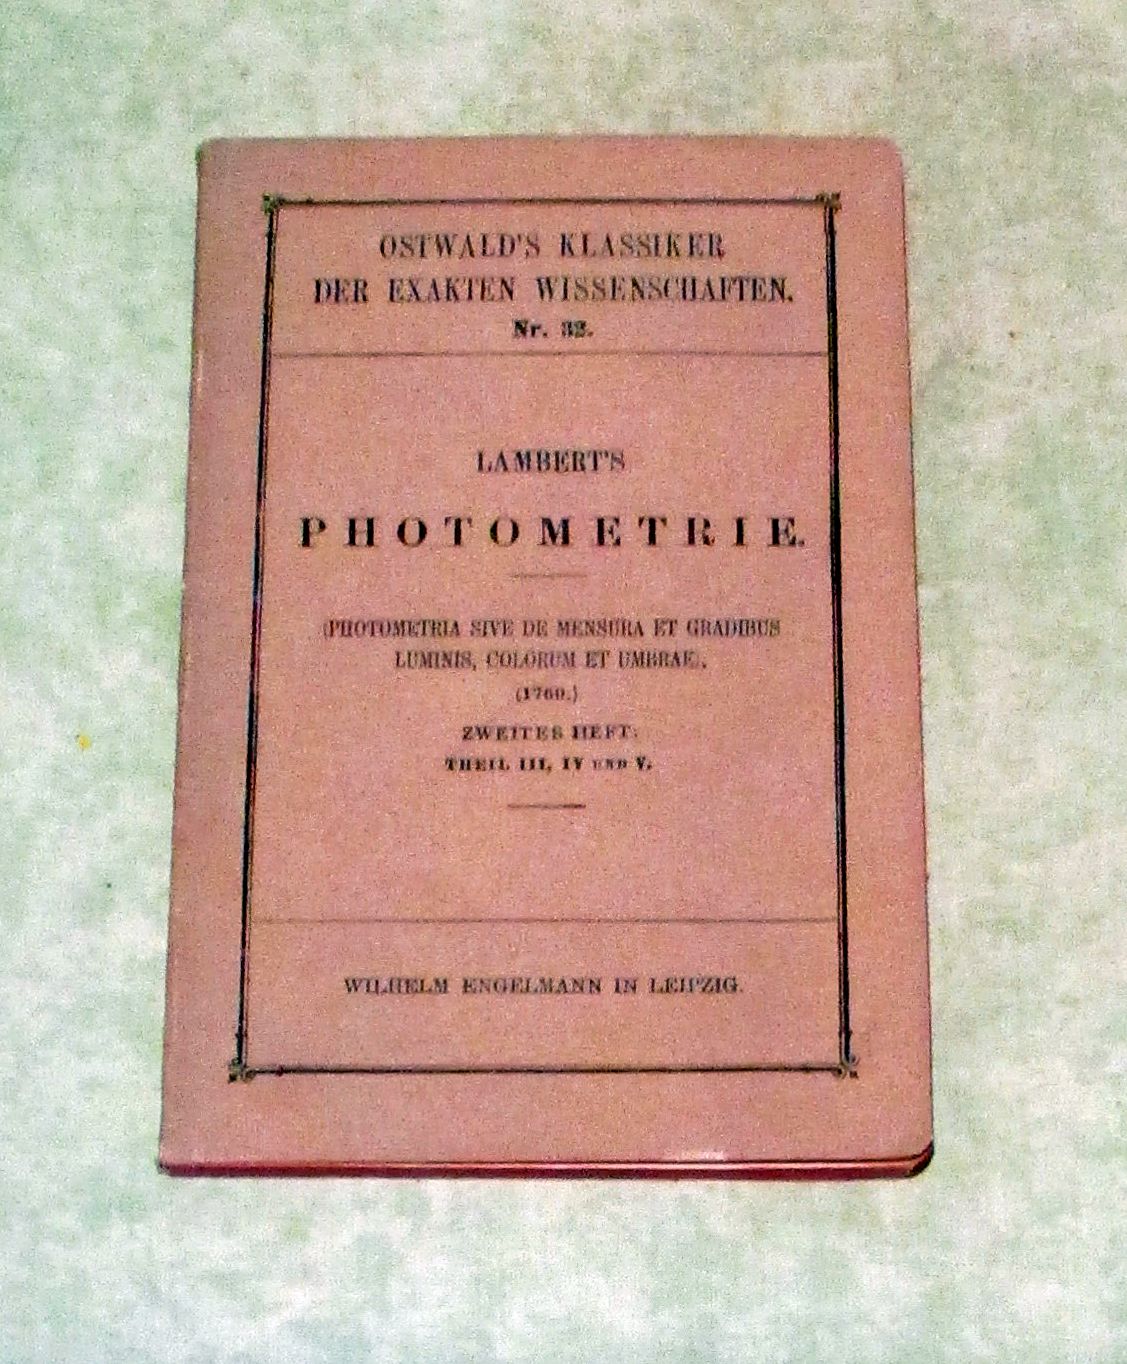 OSTWALD'S KLASSIKER
DER EXAKTEN WISSENSCHAFTEN.
Nr. 32.
LAMBERT'S
PHOTOMETRIE.
(PHOTOMETRIA SIVE DE MENSURA ET GRADIBUS
LUMINIS, COLORUM ET UMBRAE).
(1760.)
ZWEITES HEFT:
THEIL III, IV UND V.
WILHELM ENGELMANN IN LEIPZIG.